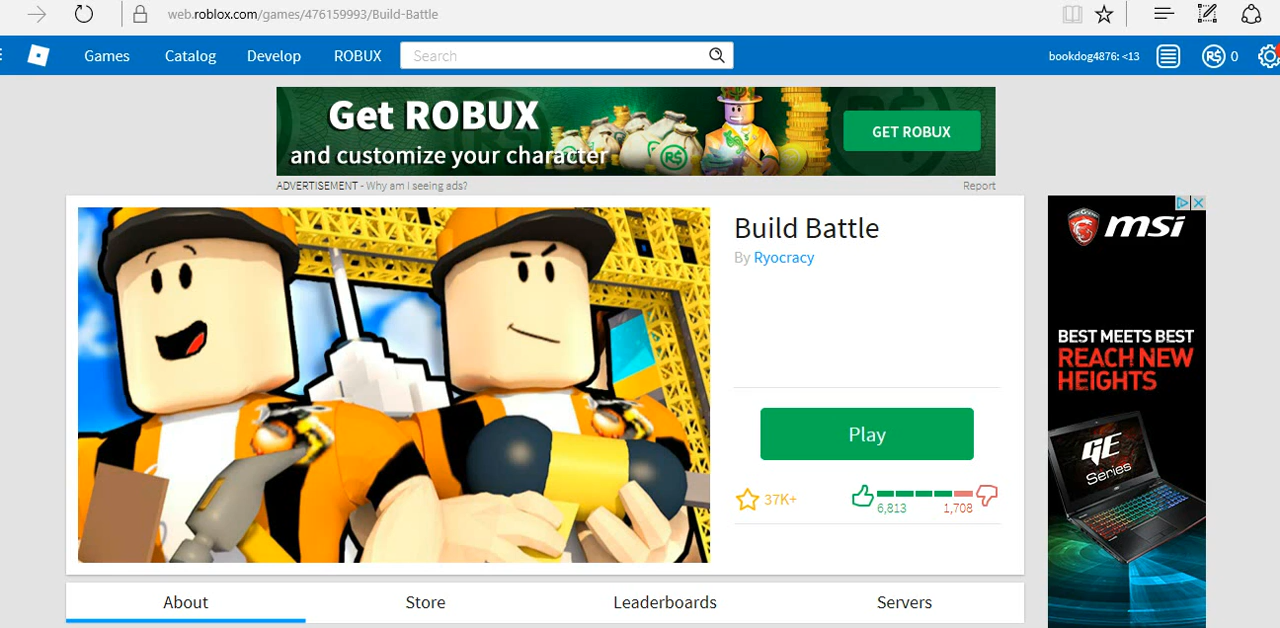 web.roblox.com/games/476159993/Build-Battle
Games Catalog Develop ROBUX Search bookdog4876: <13 R$ 0
Get ROBUX
and customize your character
R$
GET ROBUX
ADVERTISEMENT - Why am I seeing ads? Report
Build Battle
By Ryocracy
Play
37K+ 6,813 1,708
msi
BEST MEETS BEST
REACH NEW
HEIGHTS
GE
Series
About Store Leaderboards Servers